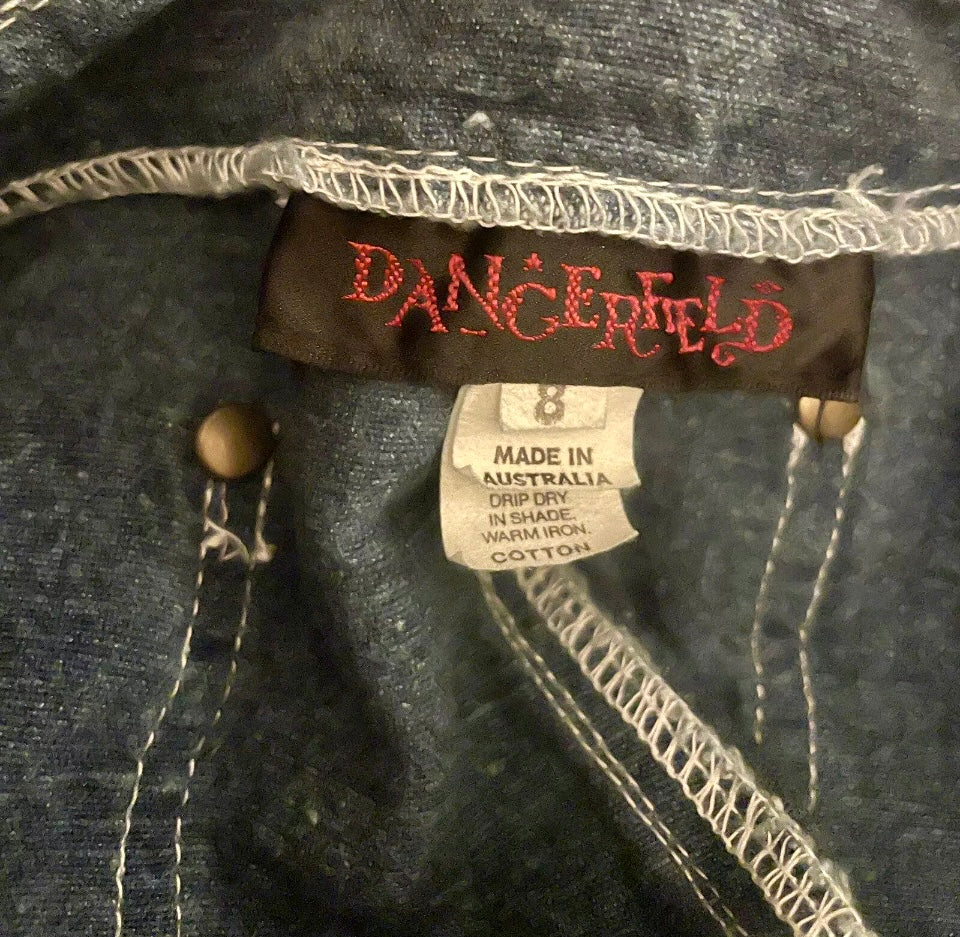 DANGERFIELD
8
MADE IN
AUSTRALIA
DRIP DRY
IN SHADE.
WARM IRON.
COTTON